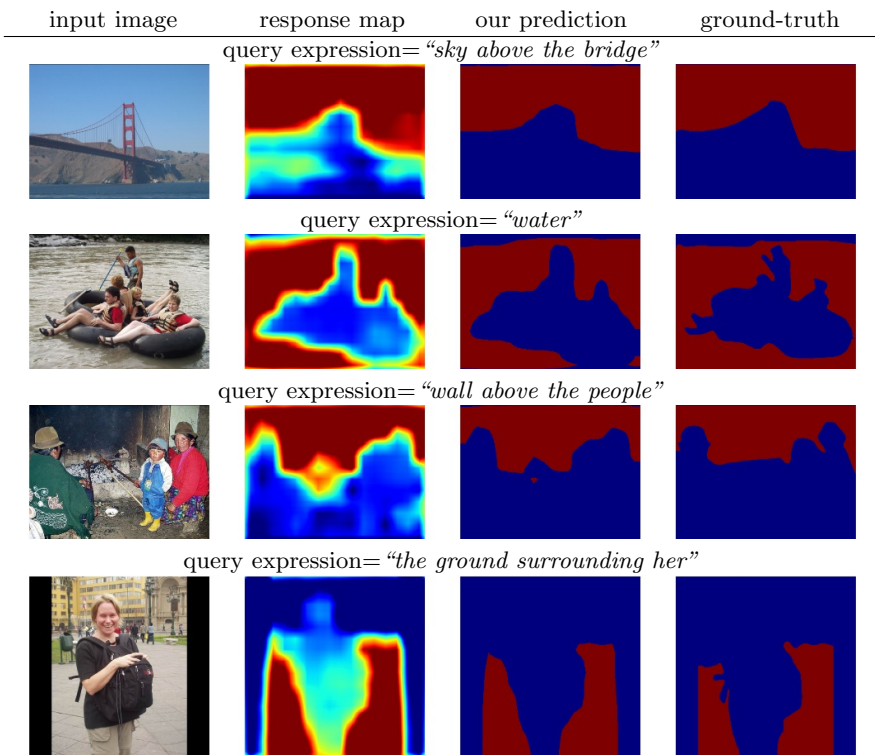 input image response map our prediction ground-truth
query expression=“sky above the bridge”
query expression=“water”
query expression=“wall above the people”
query expression=“the ground surrounding her”